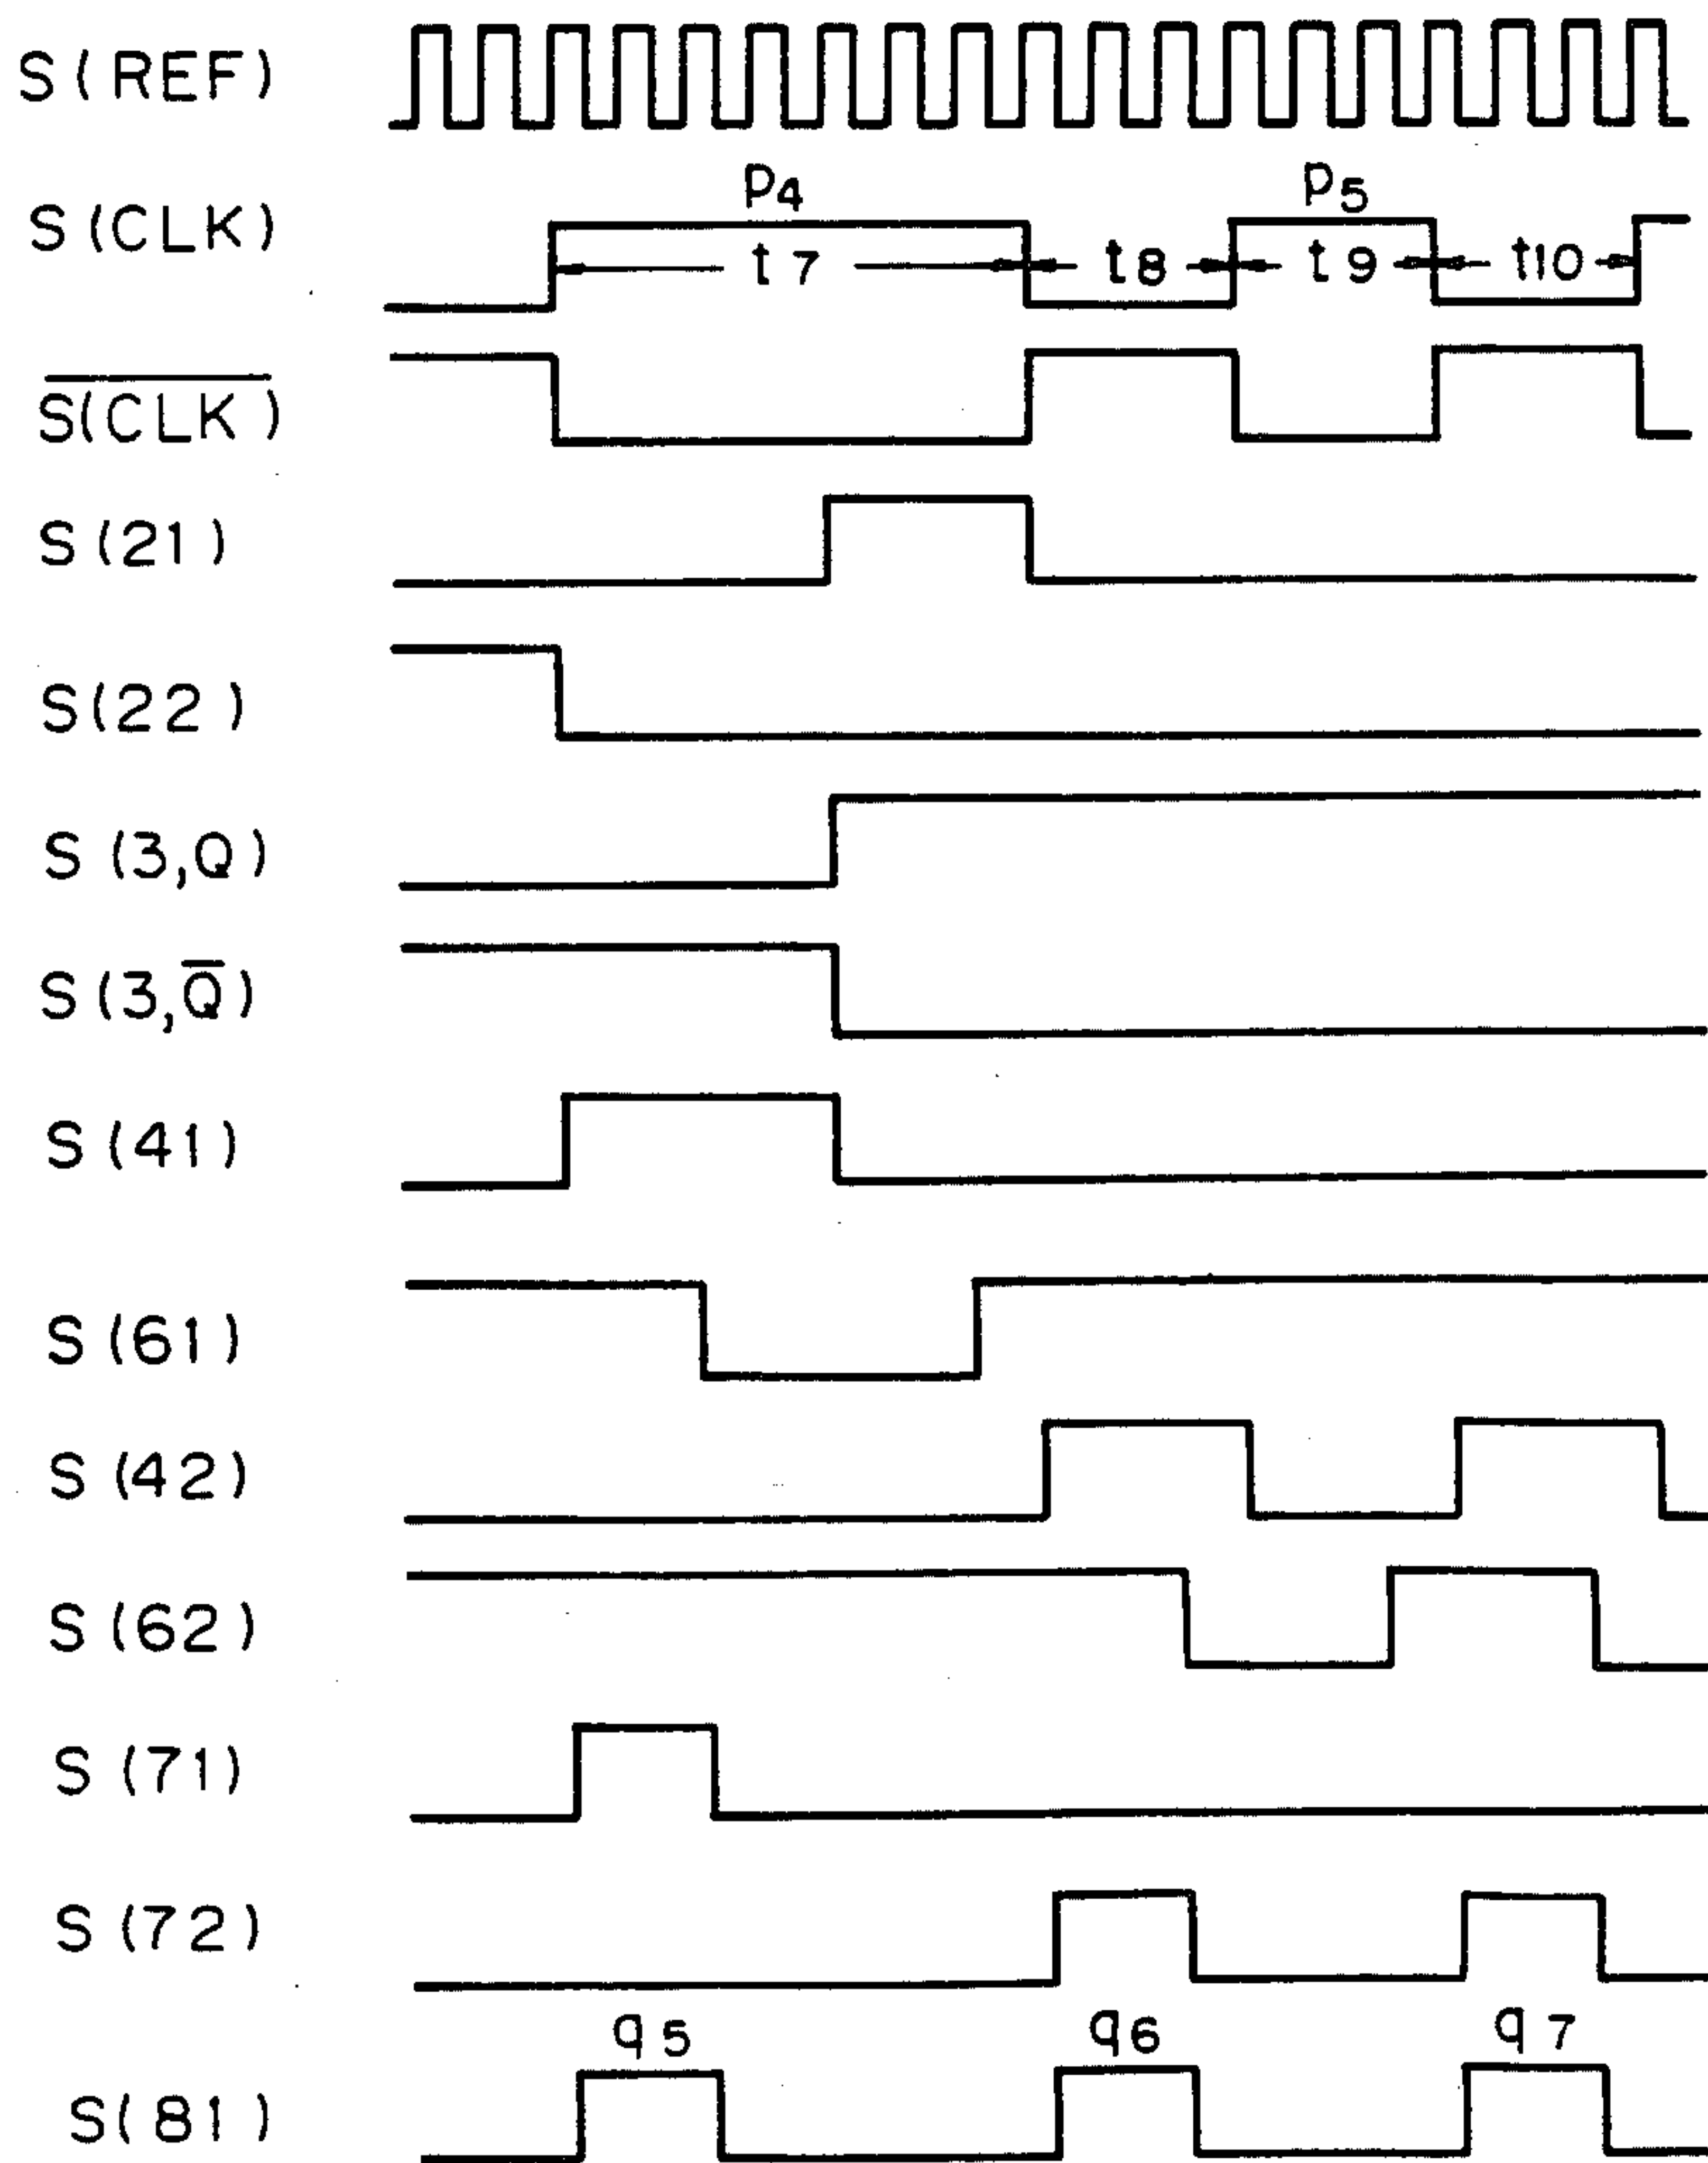 S(REF)
p4 p5
S(CLK)
t7 t8 t9 t10
S̅(̅C̅L̅K̅)̅
S(21)
S(22)
S(3,Q)
S(3,Q̅)
S(41)
S(61)
S(42)
S(62)
S(71)
S(72)
q5 q6 q7
S(81)